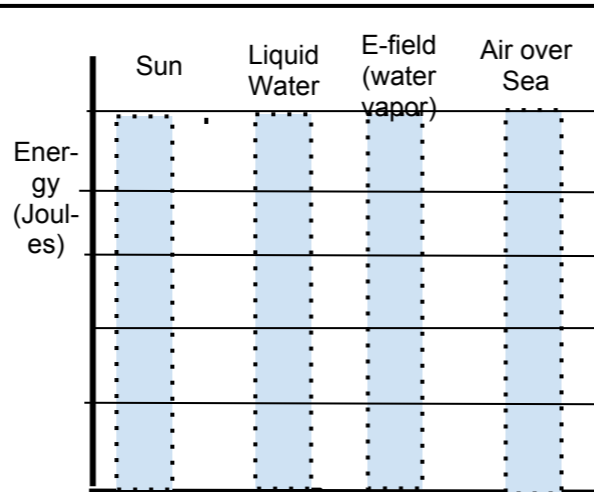 Sun
Liquid
Water
E-field
(water
vapor)
Air over
Sea
Ener-
gy
(Joul-
es)